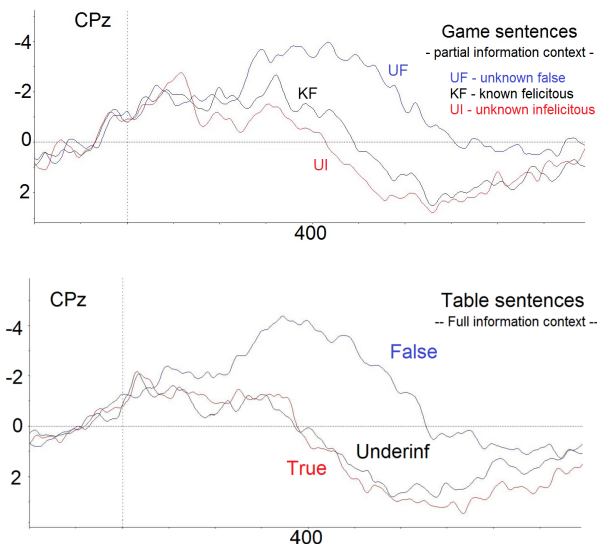 CPz
Game sentences
- partial information context --
UF - unknown false
KF - known felicitous
UI - unknown infelicitous
-4
-2
0
2
UF
KF
UI
400
CPz
Table sentences
-- Full information context --
-4
-2
0
2
False
Underinf
True
400